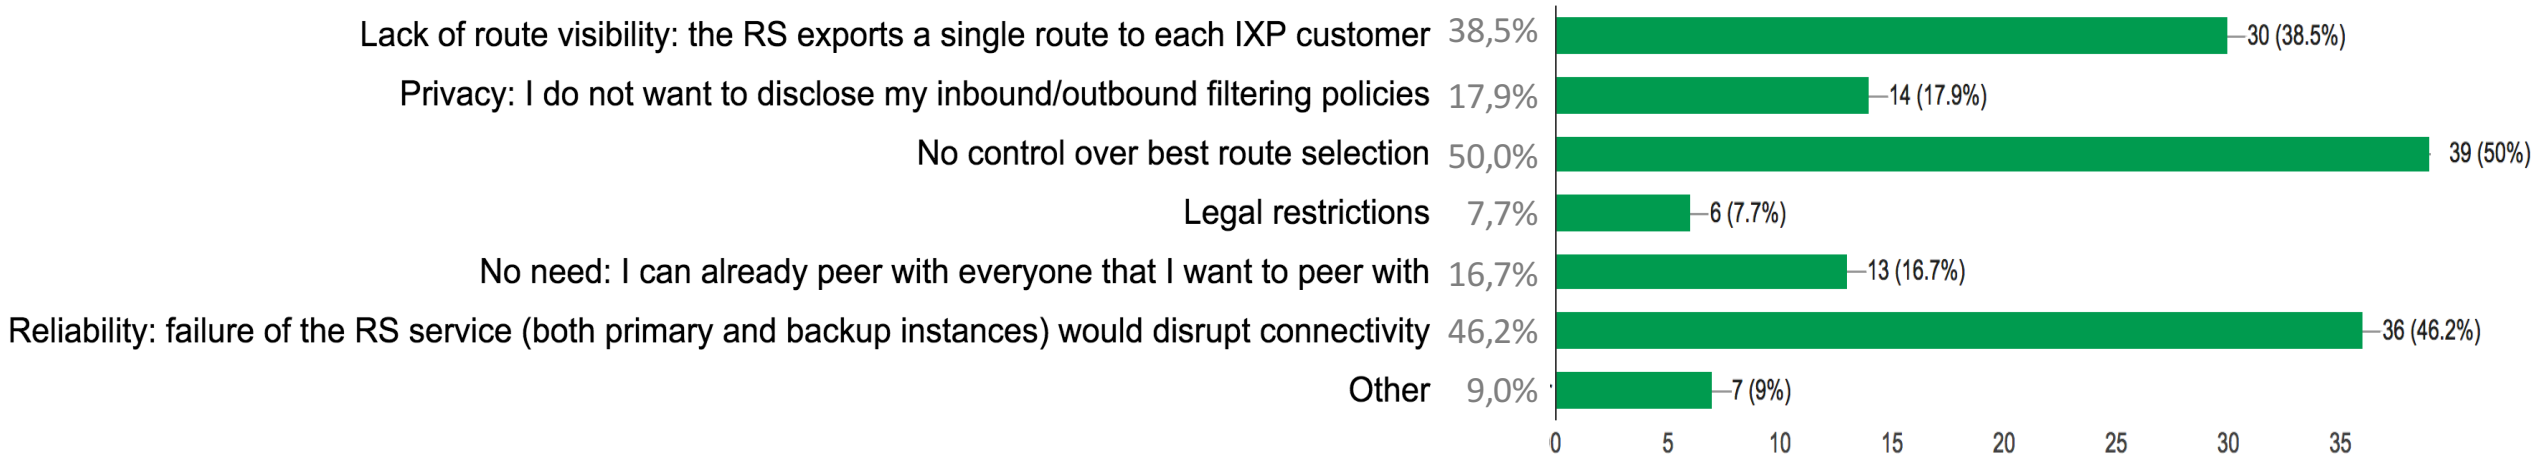 Lack of route visibility: the RS exports a single route to each IXP customer 38,5% 30 (38.5%)
Privacy: I do not want to disclose my inbound/outbound filtering policies 17,9% 14 (17.9%)
No control over best route selection 50,0% 39 (50%)
Legal restrictions 7,7% 6 (7.7%)
No need: I can already peer with everyone that I want to peer with 16,7% 13 (16.7%)
Reliability: failure of the RS service (both primary and backup instances) would disrupt connectivity 46,2% 36 (46.2%)
Other 9,0% 7 (9%)
0 5 10 15 20 25 30 35